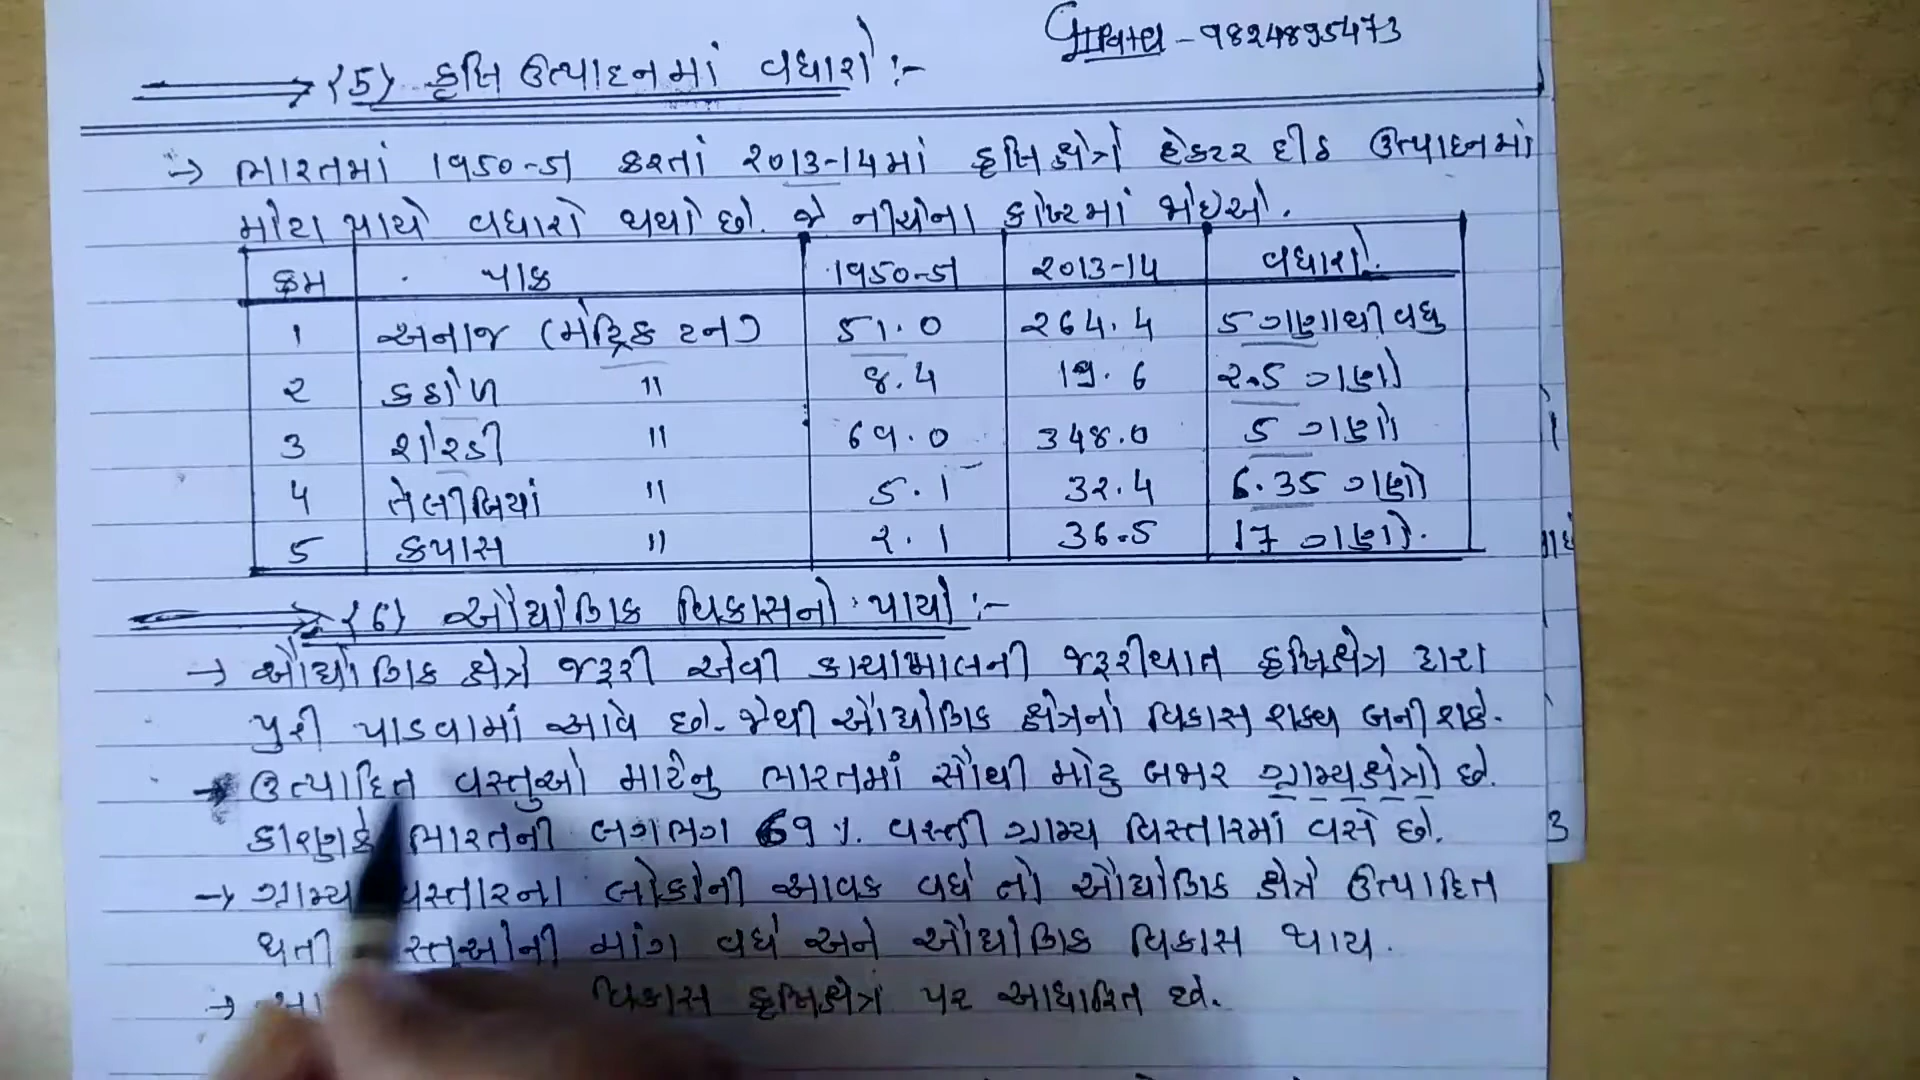 GJPatel - 9824895473
{5} કૃષિ ઉત્પાદનમાં વધારો :-
→ ભારતમાં 1950-51 કરતાં 2013-14માં કૃષિક્ષેત્રે હેકટર દીઠ ઉત્પાદનમાં
મોટા પાયે વધારો થયો છે. જે નીચેના કોષ્ટમાં જોઇએ.
ક્રમ પાક 1950-51 2013-14 વધારો.
1 અનાજ (મેટ્રિક ટન) 51.0 264.4 5 ગણાથી વધુ
2 કઠોળ " 8.4 19.6 2.5 ગણો
3 શેરડી " 69.0 348.0 5 ગણો
4 તેલીબિયાં " 5.1 32.4 6.35 ગણો
5 કપાસ " 2.1 36.5 17 ગણો.
{6} ઔદ્યોગિક વિકાસનો પાયો :-
→ ઔદ્યોગિક ક્ષેત્રે જરૂરી એવી કાચામાલની જરૂરીયાત કૃષિક્ષેત્ર દ્વારા
પુરી પાડવામાં આવે છે. જેથી ઔદ્યોગિક ક્ષેત્રનો વિકાસ શક્ય બની શકે.
→ ઉત્પાદિત વસ્તુઓ માટેનુ ભારતમાં સૌથી મોટુ બજાર ગ્રામ્યક્ષેત્રો છે.
કારણકે ભારતની લગભગ 69 %. વસ્તી ગ્રામ્ય વિસ્તારમાં વસે છે. 3
→ ગ્રામ્ય સ્તારના લોકોની આવક વધે તો ઔદ્યોગિક ક્ષેત્રે ઉત્પાદિત
થતી સ્તુઓની માંગ વધે અને ઔદ્યોગિક વિકાસ થાય.
→ વિકાસ કૃષિક્ષેત્ર પર આધારિત છે.